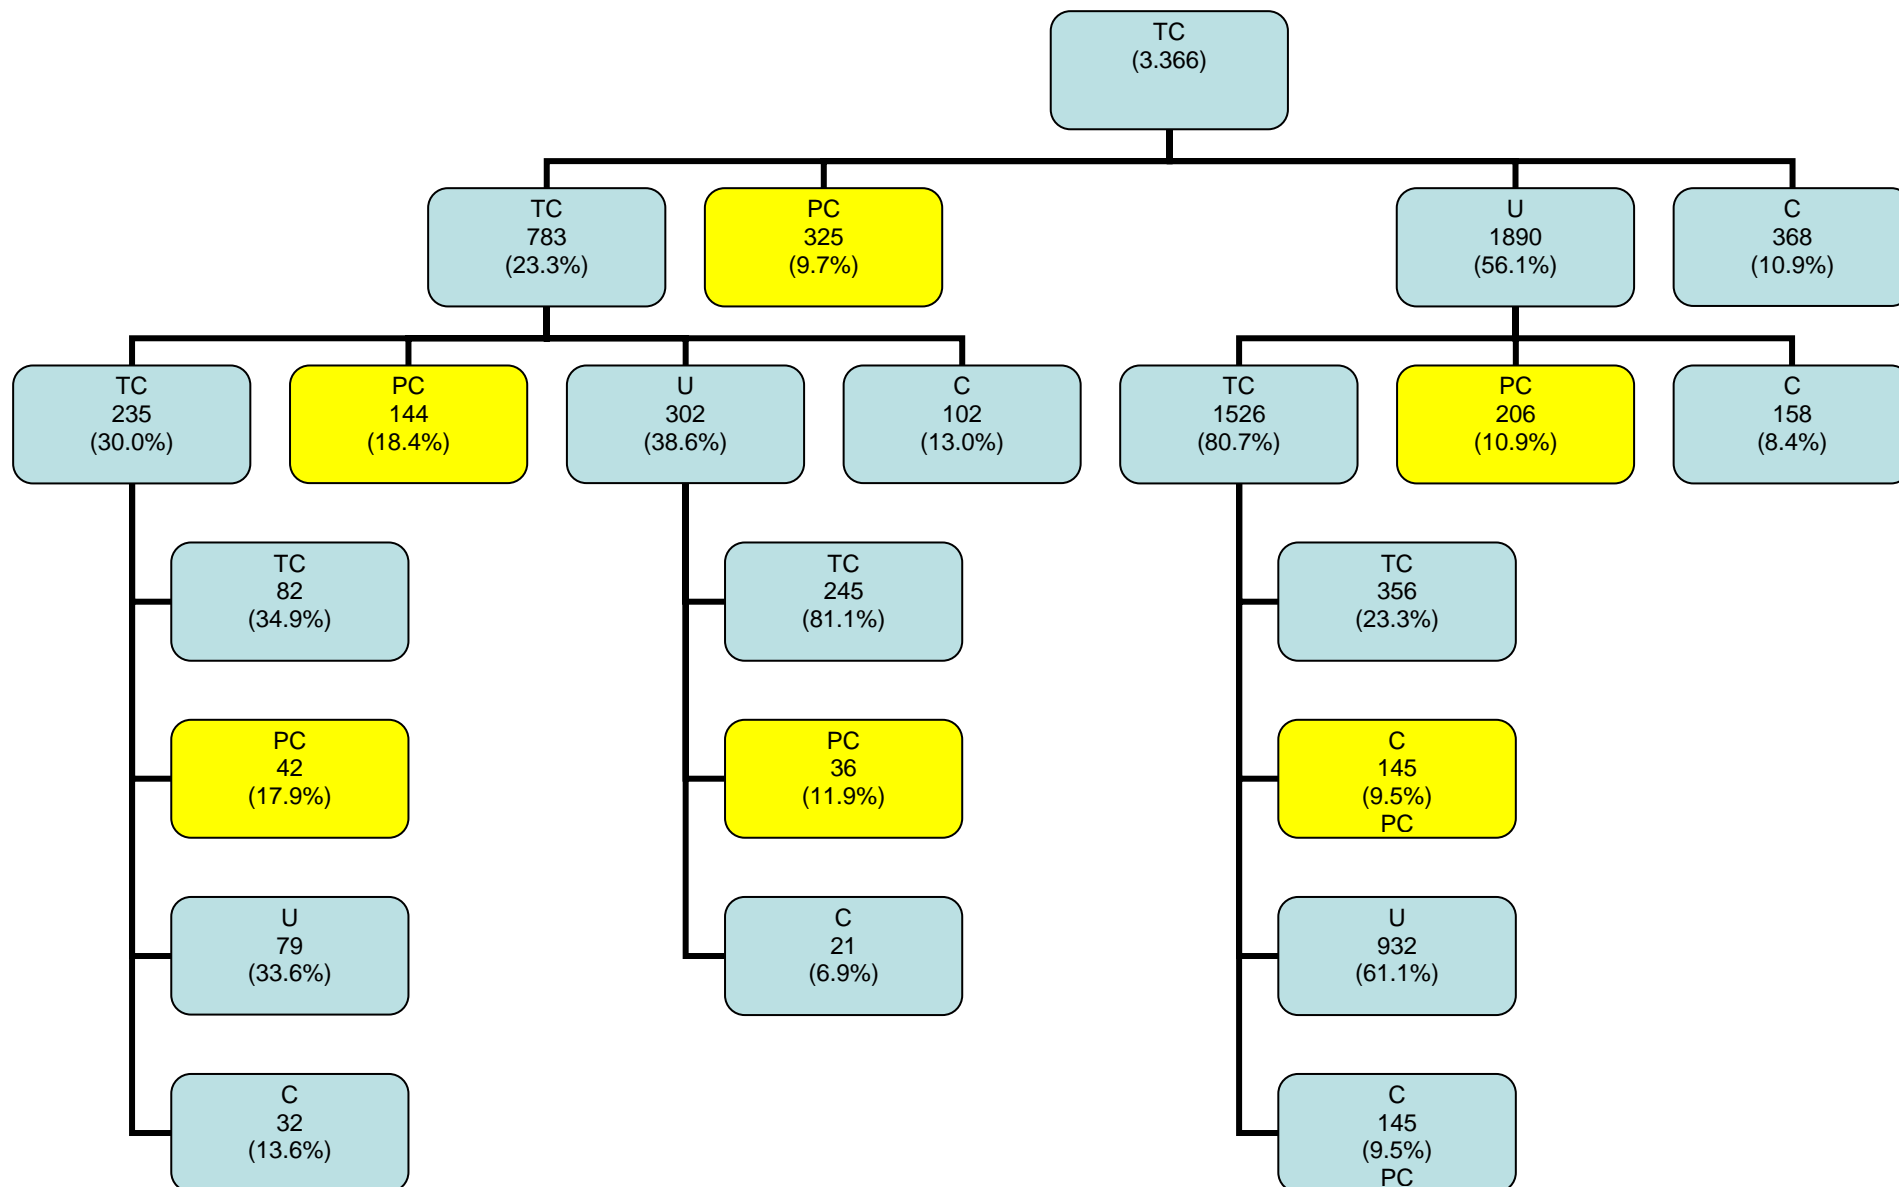 TC
(3.366)
TC
783
(23.3%)
PC
325
(9.7%)
U
1890
(56.1%)
C
368
(10.9%)
TC
235
(30.0%)
PC
144
(18.4%)
U
302
(38.6%)
C
102
(13.0%)
TC
1526
(80.7%)
PC
206
(10.9%)
C
158
(8.4%)
TC
82
(34.9%)
TC
245
(81.1%)
TC
356
(23.3%)
PC
42
(17.9%)
PC
36
(11.9%)
C
145
(9.5%)
PC
U
79
(33.6%)
C
21
(6.9%)
U
932
(61.1%)
C
32
(13.6%)
C
145
(9.5%)
PC